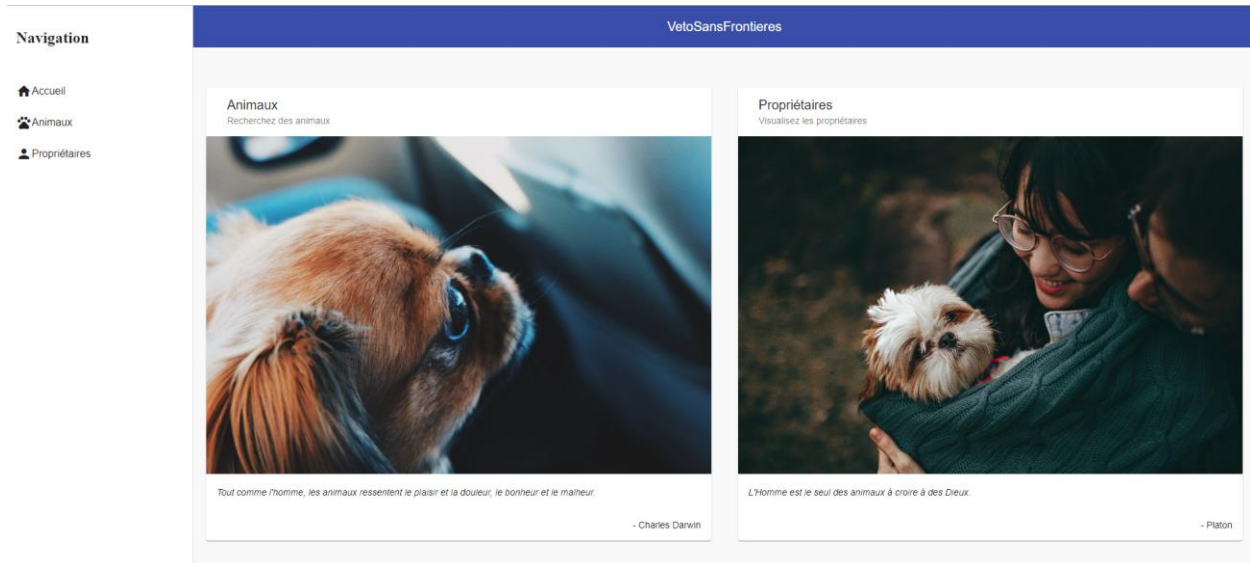 Navigation
Accueil
Animaux
Propriétaires
VetoSansFrontieres
Animaux
Recherchez des animaux
Tout comme l'homme, les animaux ressentent le plaisir et la douleur, le bonheur et le malheur.
- Charles Darwin
Propriétaires
Visualisez les propriétaires
L'Homme est le seul des animaux à croire à des Dieux.
- Platon